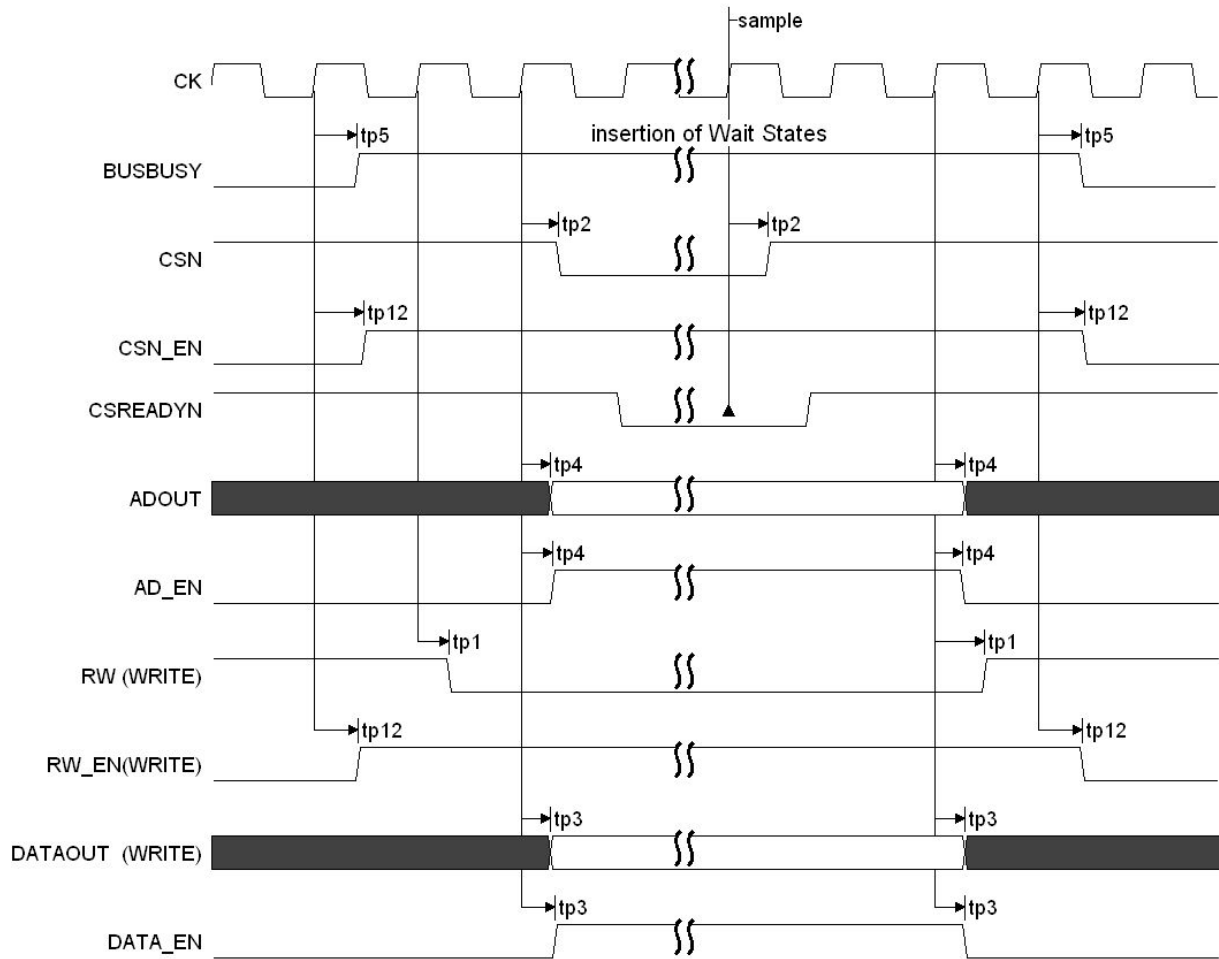 sample
CK
insertion of Wait States
tp5 tp5
BUSBUSY
tp2 tp2
CSN
tp12 tp12
CSN_EN
CSREADYN
tp4 tp4
ADOUT
tp4 tp4
AD_EN
tp1 tp1
RW (WRITE)
tp12 tp12
RW_EN(WRITE)
tp3 tp3
DATAOUT (WRITE)
tp3 tp3
DATA_EN